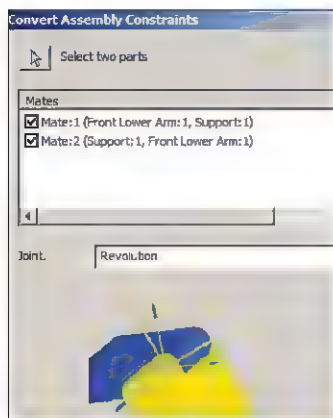 Convert Assembly Constraints
Select two parts
Mates
Mate:1 (Front Lower Arm:1, Support:1)
Mate:2 (Support:1, Front Lower Arm:1)
Joint.
Revolution